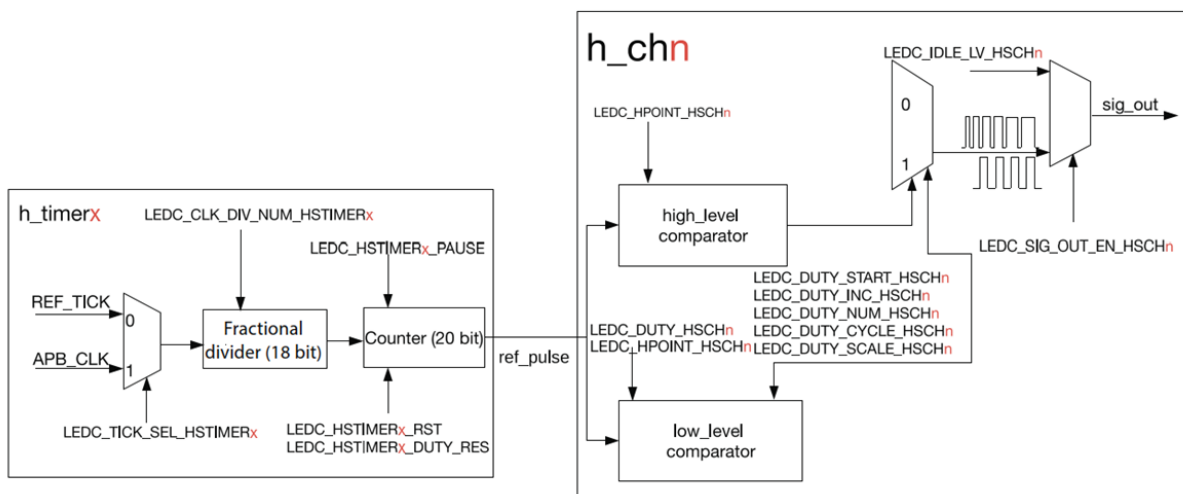 h_chn
LEDC_IDLE_LV_HSCHn
0
1
sig_out
LEDC_HPOINT_HSCHn
high_level
comparator
LEDC_SIG_OUT_EN_HSCHn
h_timerx
LEDC_CLK_DIV_NUM_HSTIMERx
LEDC_HSTIMERx_PAUSE
REF_TICK
0
APB_CLK
1
Fractional
divider (18 bit)
Counter (20 bit)
ref_pulse
LEDC_TICK_SEL_HSTIMERx
LEDC_HSTIMERx_RST
LEDC_HSTIMERx_DUTY_RES
LEDC_DUTY_START_HSCHn
LEDC_DUTY_INC_HSCHn
LEDC_DUTY_NUM_HSCHn
LEDC_DUTY_CYCLE_HSCHn
LEDC_DUTY_SCALE_HSCHn
LEDC_DUTY_HSCHn
LEDC_HPOINT_HSCHn
low_level
comparator